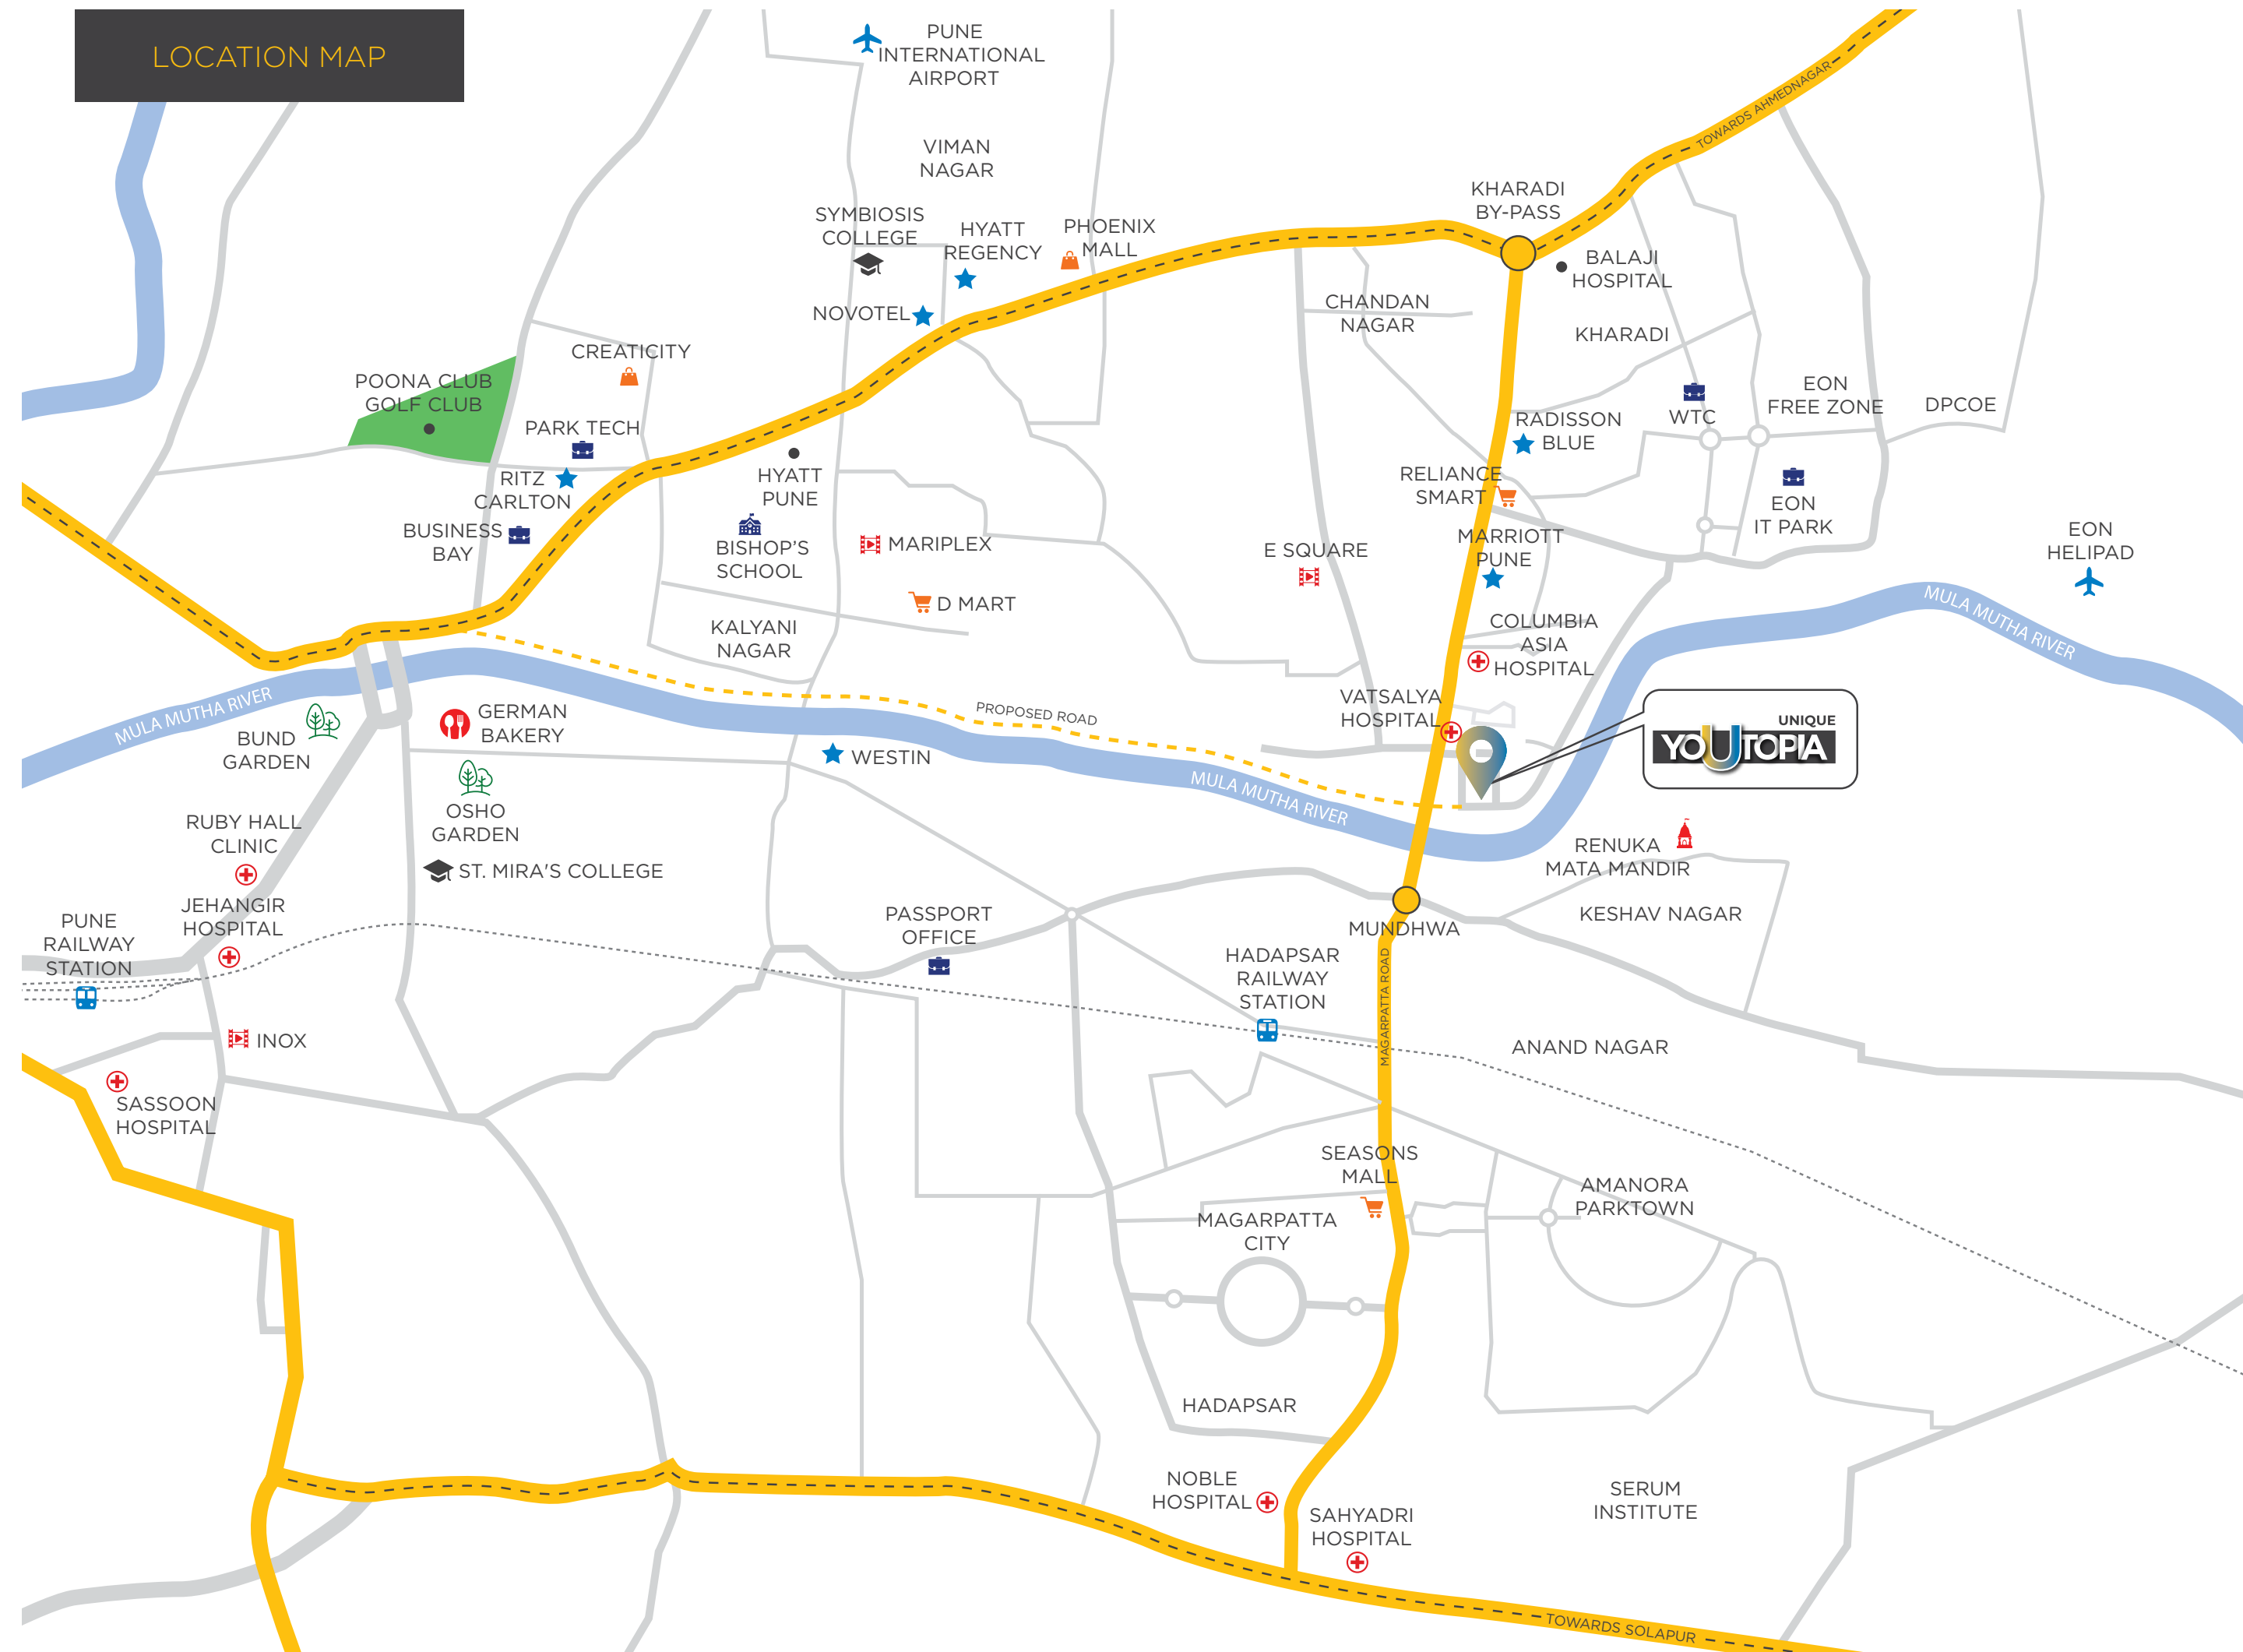 LOCATION MAP
PUNE
INTERNATIONAL
AIRPORT
VIMAN
NAGAR
TOWARDS AHMEDNAGAR
KHARADI
BY-PASS
SYMBIOSIS
COLLEGE
HYATT
REGENCY
PHOENIX
MALL
BALAJI
HOSPITAL
NOVOTEL
CHANDAN
NAGAR
KHARADI
CREATICITY
POONA CLUB
GOLF CLUB
EON
FREE ZONE
DPCOE
WTC
PARK TECH
RADISSON
BLUE
RITZ
CARLTON
HYATT
PUNE
RELIANCE
SMART
EON
IT PARK
BUSINESS
BAY
BISHOP'S
SCHOOL
MARIPLEX
E SQUARE
MARRIOTT
PUNE
EON
HELIPAD
D MART
MULA MUTHA RIVER
KALYANI
NAGAR
COLUMBIA
ASIA
HOSPITAL
MULA MUTHA RIVER
PROPOSED ROAD
VATSALYA
HOSPITAL
UNIQUE
YOUTOPIA
BUND
GARDEN
GERMAN
BAKERY
WESTIN
MULA MUTHA RIVER
OSHO
GARDEN
RUBY HALL
CLINIC
RENUKA
MATA MANDIR
ST. MIRA'S COLLEGE
JEHANGIR
HOSPITAL
PUNE
RAILWAY
STATION
PASSPORT
OFFICE
MUNDHWA
KESHAV NAGAR
HADAPSAR
RAILWAY
STATION
MAGARPATTA ROAD
INOX
ANAND NAGAR
SASSOON
HOSPITAL
SEASONS
MALL
AMANORA
PARKTOWN
MAGARPATTA
CITY
HADAPSAR
NOBLE
HOSPITAL
SAHYADRI
HOSPITAL
SERUM
INSTITUTE
TOWARDS SOLAPUR